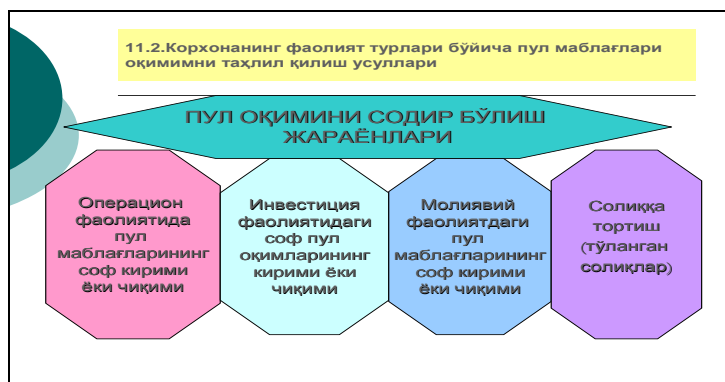 11.2.Корхонанинг фаолият турлари бўйича пул маблағлари
оқимимни таҳлил қилиш усуллари
ПУЛ ОҚИМИНИ СОДИР БЎЛИШ
ЖАРАЁНЛАРИ
Операцион
фаолиятида
пул
маблағларининг
соф кирими
ёки чиқими
Инвестиция
фаолиятидаги
соф пул
оқимларининг
кирими ёки
чиқими
Молиявий
фаолиятдаги
пул
маблағларининг
соф кирими
ёки чиқими
Солиққа
тортиш
(тўланган
солиқлар)